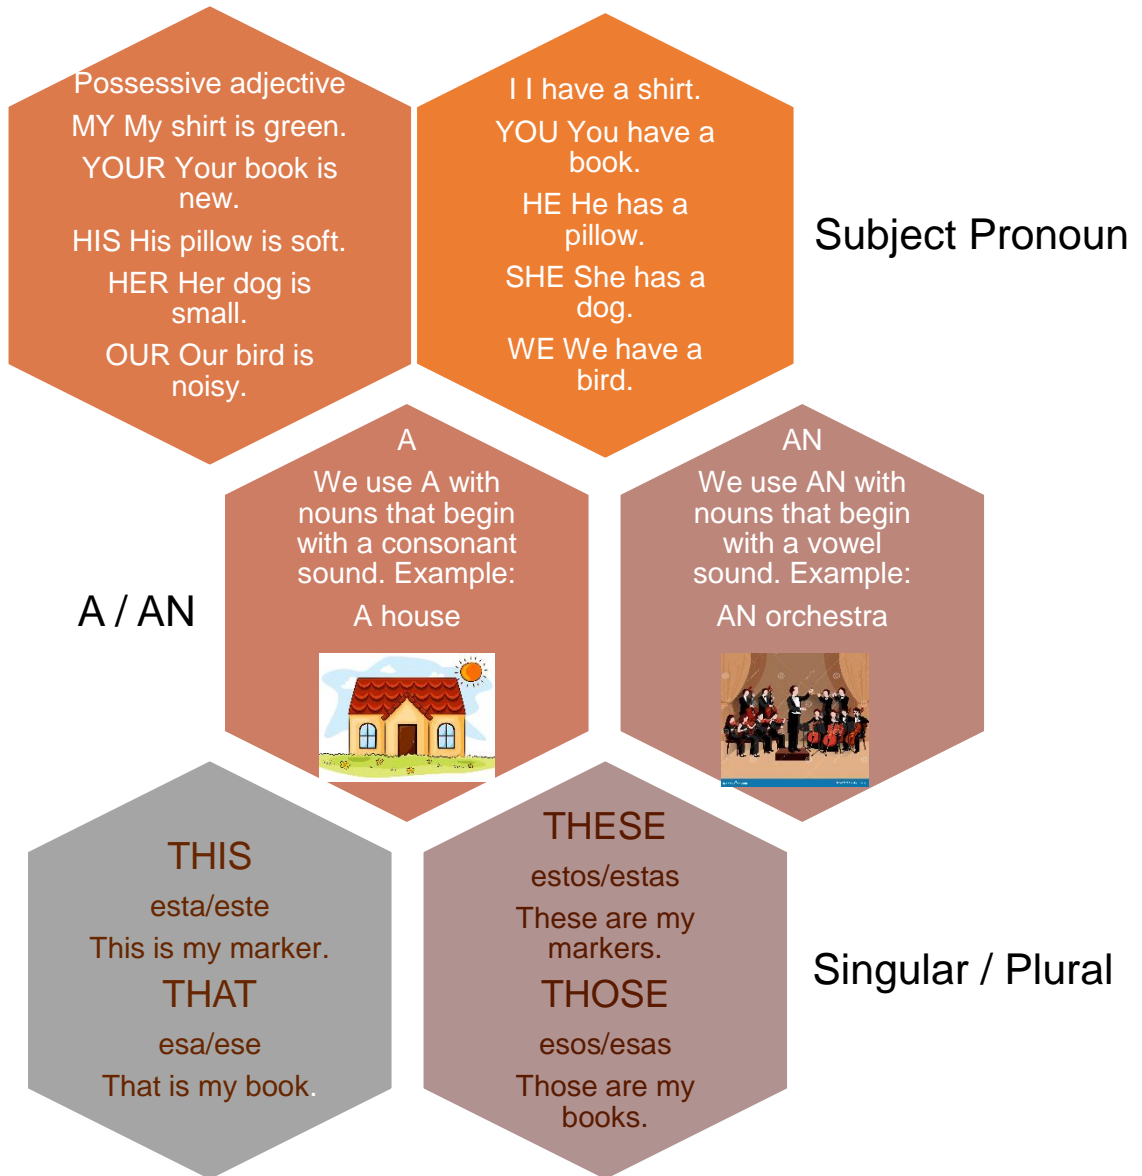 Possessive adjective
MY My shirt is green.
YOUR Your book is
new.
HIS His pillow is soft.
HER Her dog is
small.
OUR Our bird is
noisy.
I I have a shirt.
YOU You have a
book.
HE He has a
pillow.
SHE She has a
dog.
WE We have a
bird.
Subject Pronoun
A / AN
A
We use A with
nouns that begin
with a consonant
sound. Example:
A house
AN
We use AN with
nouns that begin
with a vowel
sound. Example:
AN orchestra
THIS
esta/este
This is my marker.
THAT
esa/ese
That is my book.
THESE
estos/estas
These are my
markers.
THOSE
esos/esas
Those are my
books.
Singular / Plural